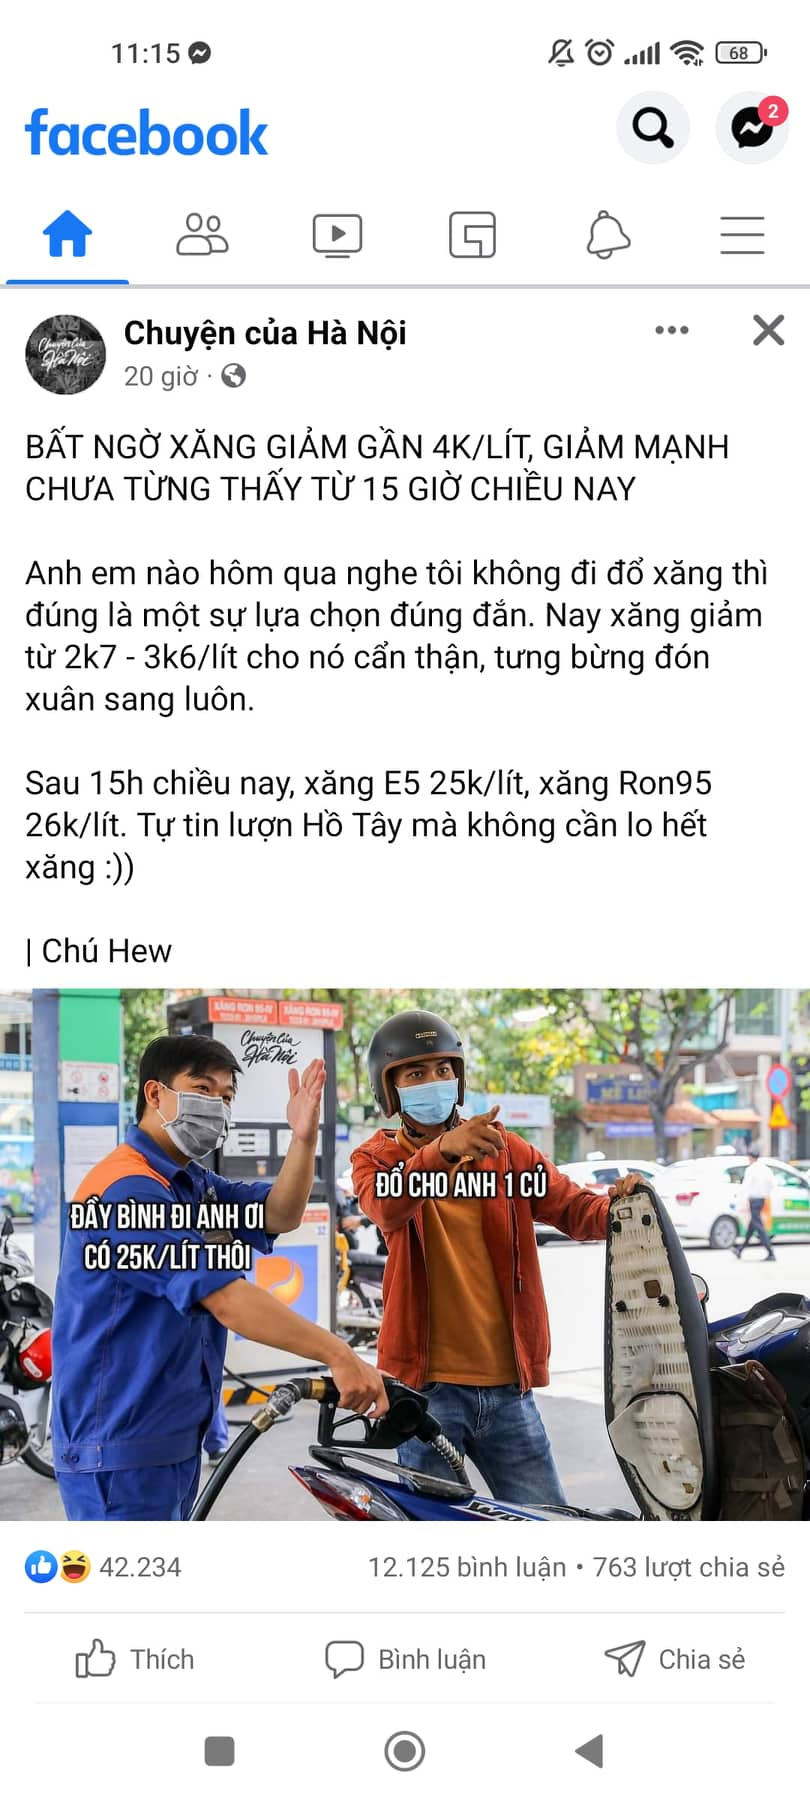 11:15
68
facebook
2
Chuyện của Hà Nội
Chuyện của Hà Nội
20 giờ ·
BẤT NGỜ XĂNG GIẢM GẦN 4K/LÍT, GIẢM MẠNH
CHƯA TỪNG THẤY TỪ 15 GIỜ CHIỀU NAY
Anh em nào hôm qua nghe tôi không đi đổ xăng thì
đúng là một sự lựa chọn đúng đắn. Nay xăng giảm
từ 2k7 - 3k6/lít cho nó cẩn thận, tưng bừng đón
xuân sang luôn.
Sau 15h chiều nay, xăng E5 25k/lít, xăng Ron95
26k/lít. Tự tin lượn Hồ Tây mà không cần lo hết
xăng :))
| Chú Hew
Chuyện Của
Hà Nội
ĐỔ CHO ANH 1 CỦ
ĐẦY BÌNH ĐI ANH ƠI
CÓ 25K/LÍT THÔI
42.234
12.125 bình luận • 763 lượt chia sẻ
Thích
Bình luận
Chia sẻ